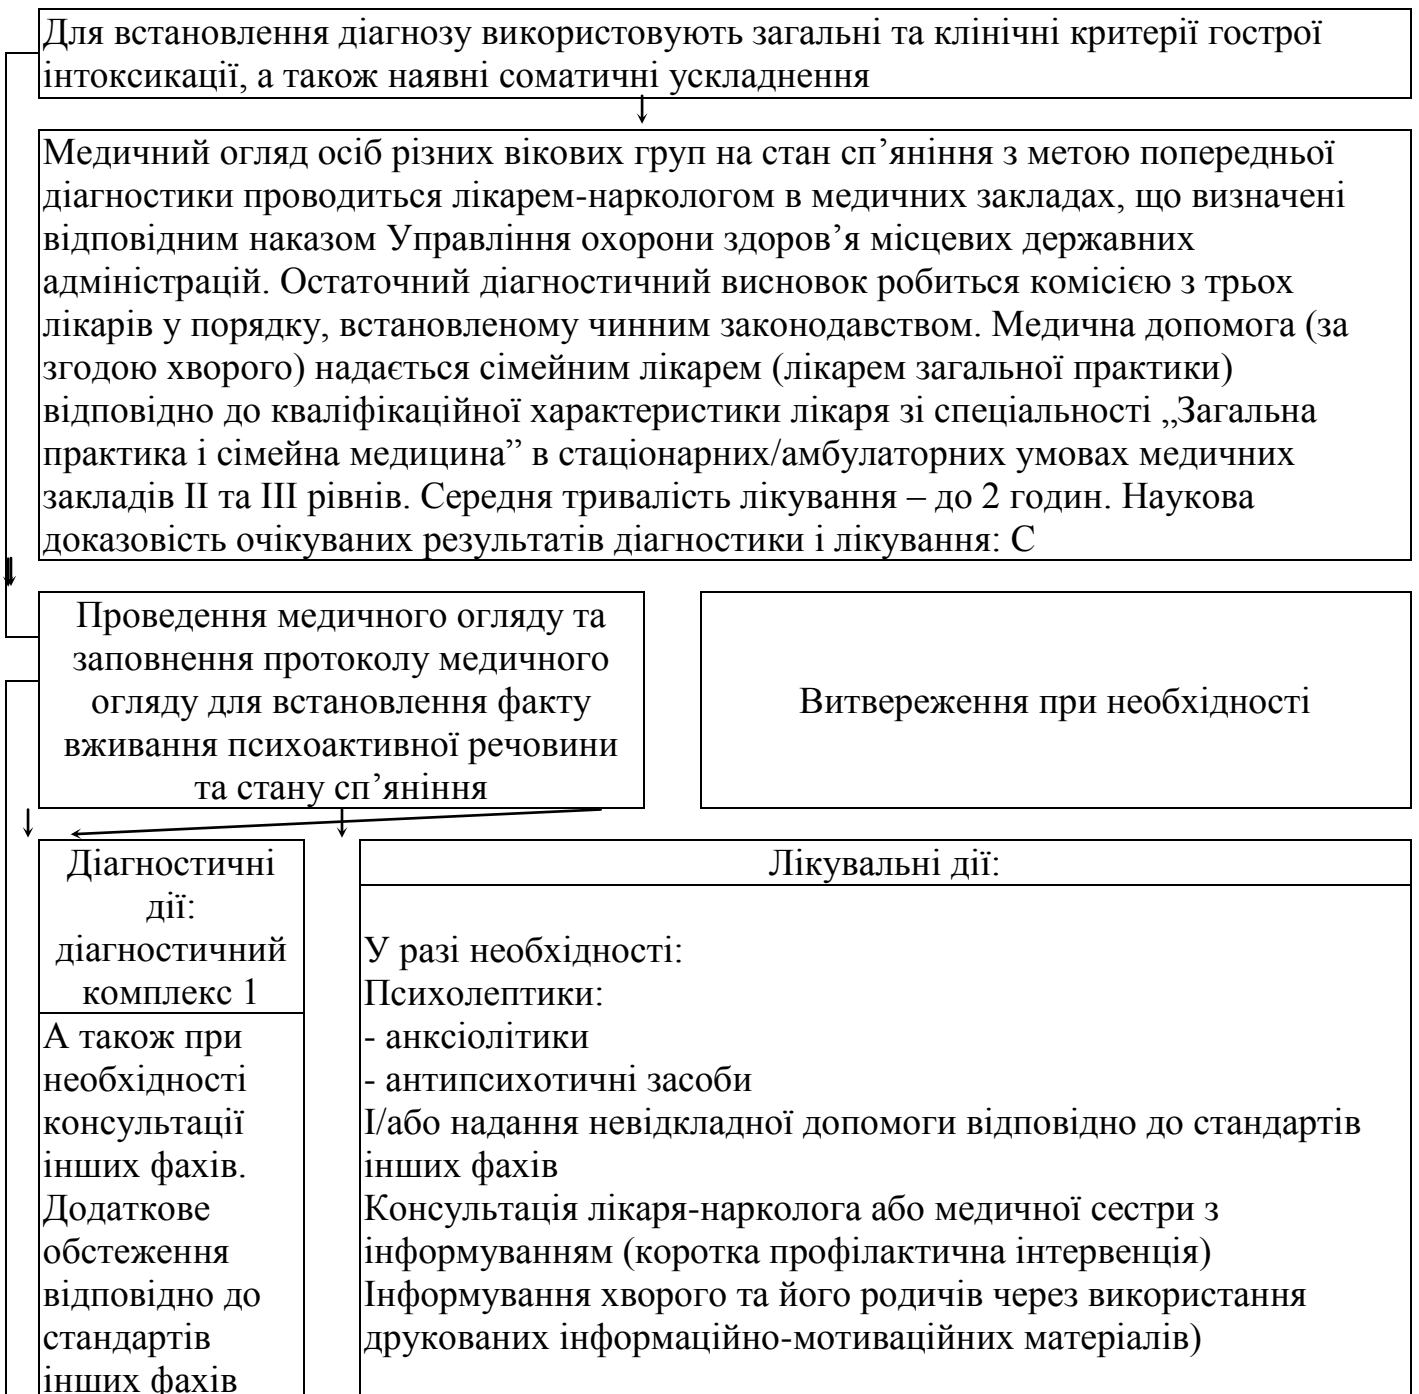 Для встановлення діагнозу використовують загальні та клінічні критерії гострої
інтоксикації, а також наявні соматичні ускладнення
Медичний огляд осіб різних вікових груп на стан сп’яніння з метою попередньої
діагностики проводиться лікарем-наркологом в медичних закладах, що визначені
відповідним наказом Управління охорони здоров’я місцевих державних
адміністрацій. Остаточний діагностичний висновок робиться комісією з трьох
лікарів у порядку, встановленому чинним законодавством. Медична допомога (за
згодою хворого) надається сімейним лікарем (лікарем загальної практики)
відповідно до кваліфікаційної характеристики лікаря зі спеціальності „Загальна
практика і сімейна медицина” в стаціонарних/амбулаторних умовах медичних
закладів ІІ та ІІІ рівнів. Середня тривалість лікування – до 2 годин. Наукова
доказовість очікуваних результатів діагностики і лікування: С
Проведення медичного огляду та
заповнення протоколу медичного
огляду для встановлення факту
вживання психоактивної речовини
та стану сп’яніння
Витвереження при необхідності
Діагностичні
дії:
діагностичний
комплекс 1
А також при
необхідності
консультації
інших фахів.
Додаткове
обстеження
відповідно до
стандартів
інших фахів
Лікувальні дії:
У разі необхідності:
Психолептики:
- анксіолітики
- антипсихотичні засоби
І/або надання невідкладної допомоги відповідно до стандартів
інших фахів
Консультація лікаря-нарколога або медичної сестри з
інформуванням (коротка профілактична інтервенція)
Інформування хворого та його родичів через використання
друкованих інформаційно-мотиваційних матеріалів)